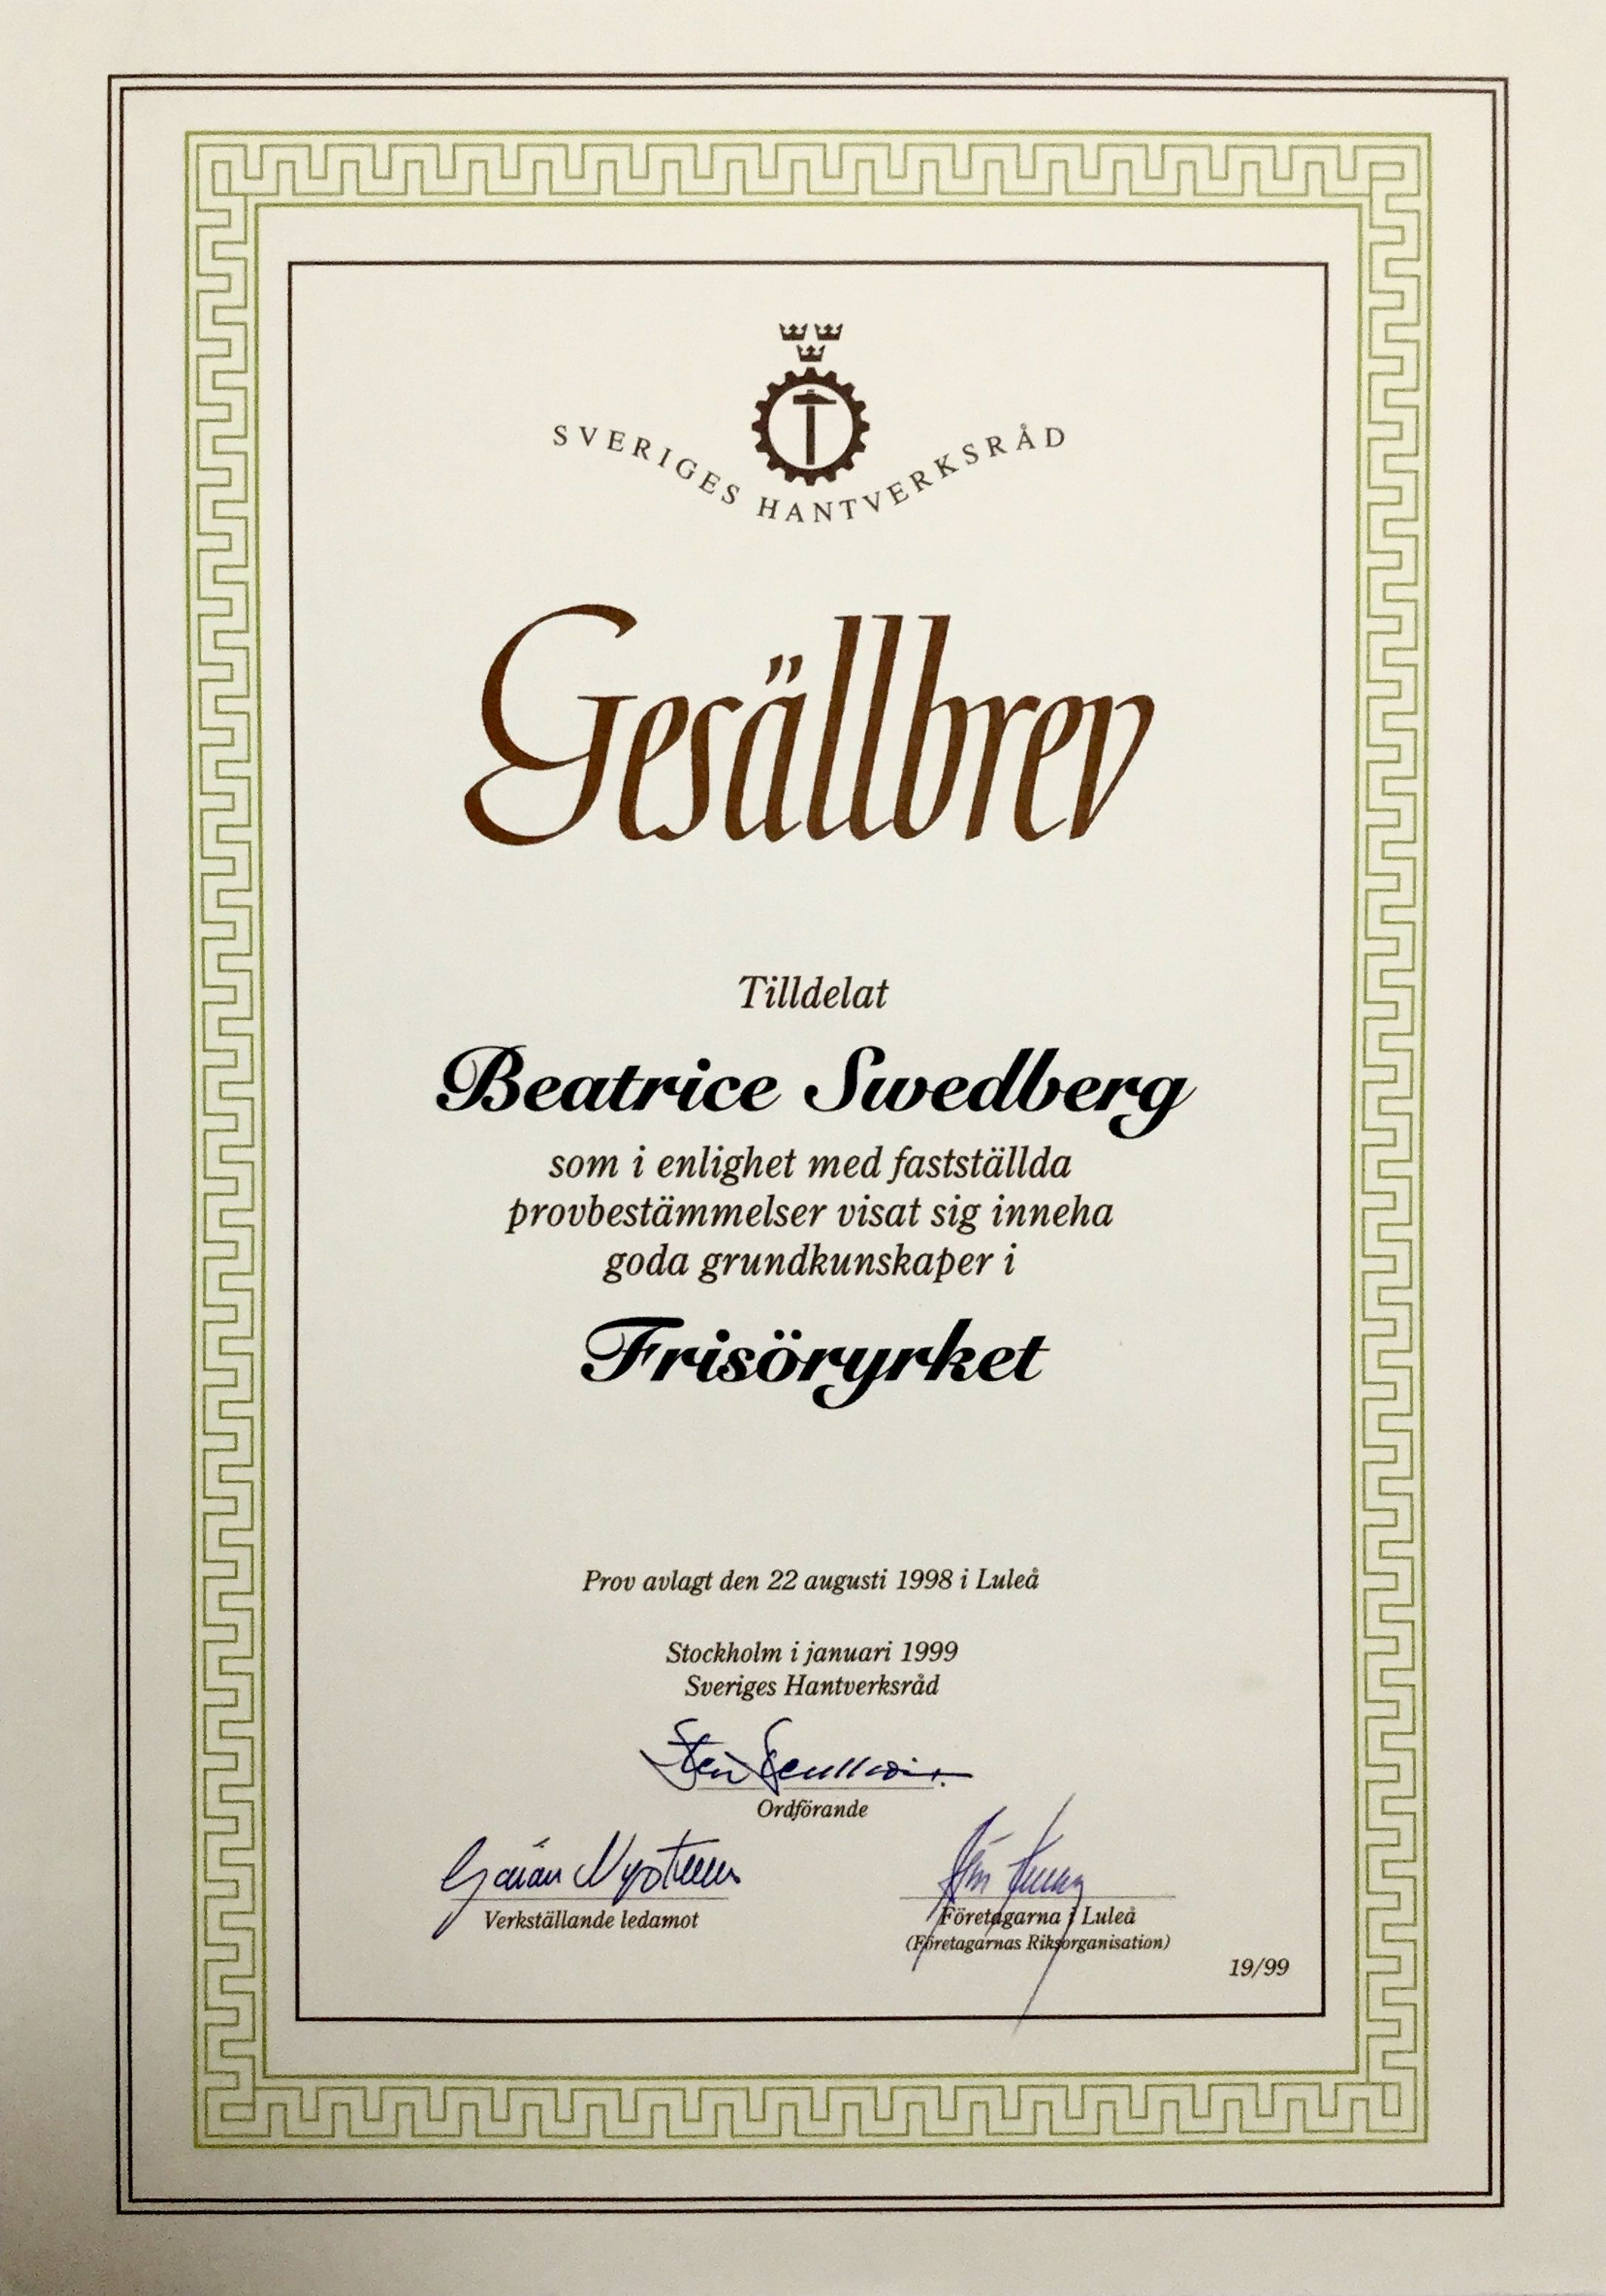 SVERIGES HANTVERKSRÅD
Gesällbrev
Tilldelat
Beatrice Swedberg
som i enlighet med fastställda
provbestämmelser visat sig inneha
goda grundkunskaper i
Frisöryrket
Prov avlagt den 22 augusti 1998 i Luleå
Stockholm i januari 1999
Sveriges Hantverksråd
Ordförande
Verkställande ledamot
Företagarna i Luleå
(Företagarnas Riksorganisation)
19/99